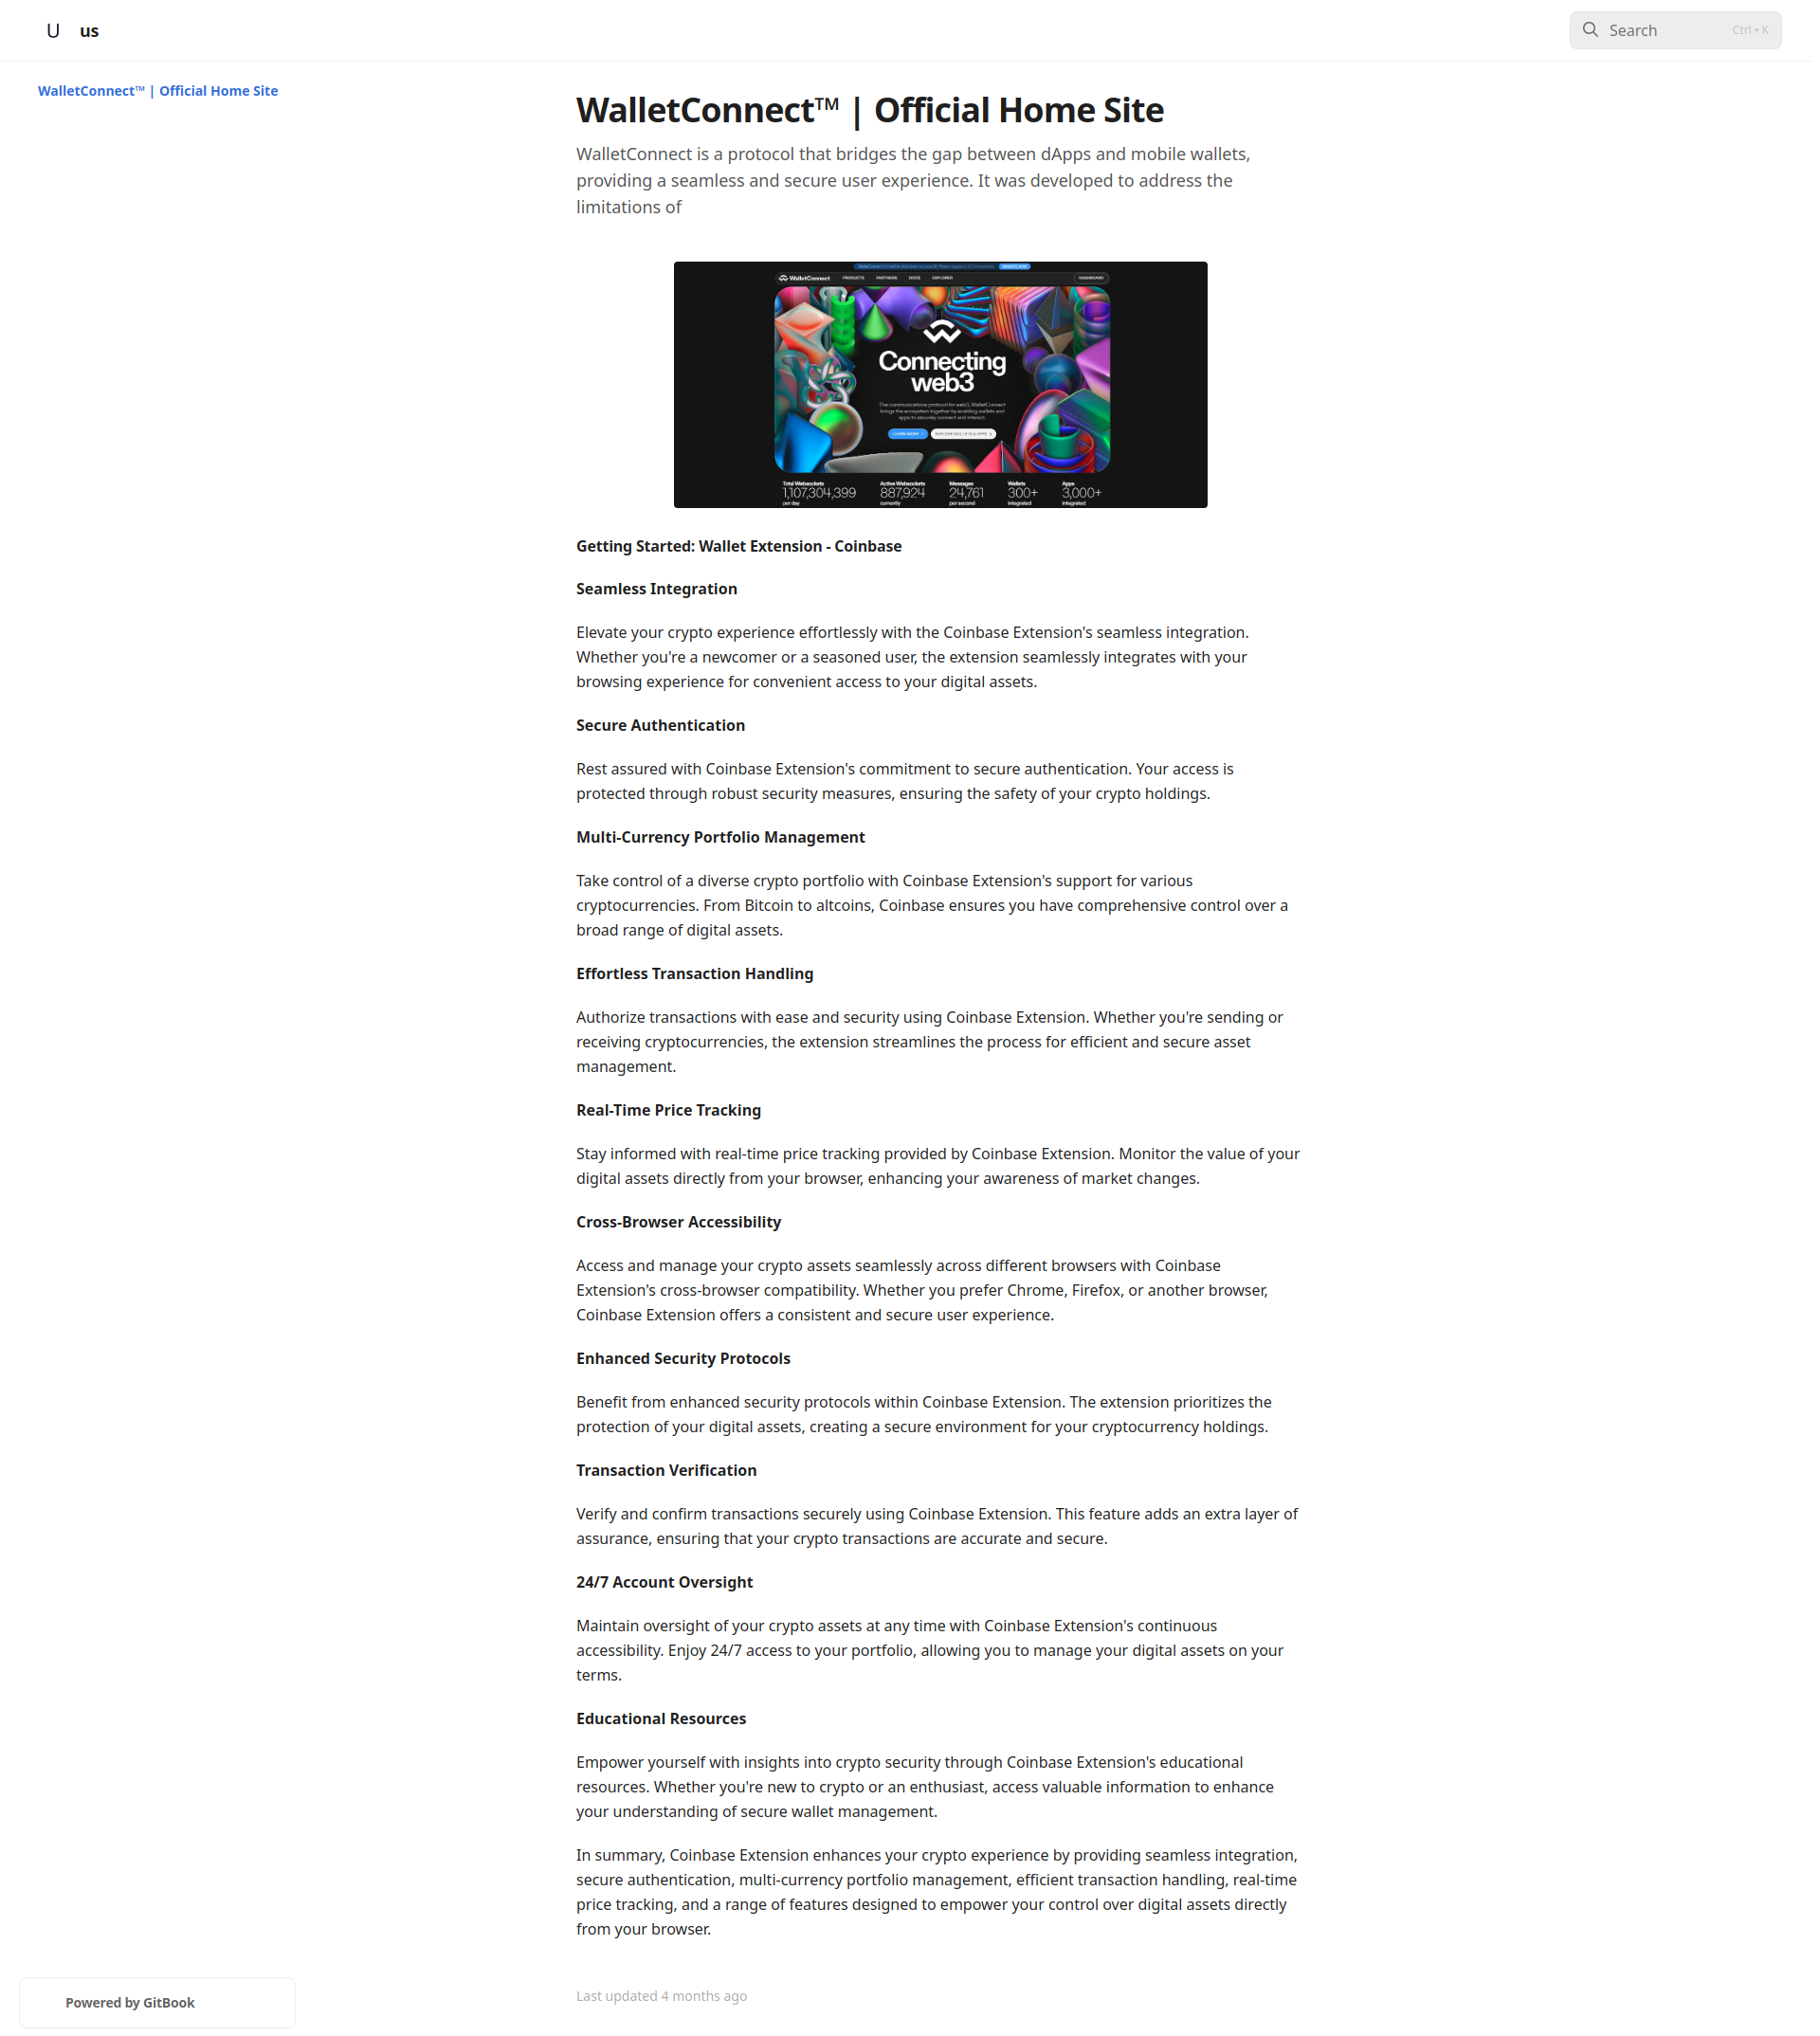 U us
Search Ctrl + K
WalletConnect™ | Official Home Site
WalletConnect™ | Official Home Site
WalletConnect is a protocol that bridges the gap between dApps and mobile wallets,
providing a seamless and secure user experience. It was developed to address the
limitations of
WalletConnect PRODUCTS PARTNERS DOCS EXPLORER DASHBOARD
Connecting
web3
The communications protocol for web3, WalletConnect
brings the ecosystem together by enabling wallets and
apps to securely connect and interact.
LEARN MORE EXPLORE WALLETS & APPS
Total Websockets Active Websockets Messages Wallets Apps
1,107,304,399 887,924 24,761 300+ 3,000+
per day currently per second integrated integrated
Getting Started: Wallet Extension - Coinbase
Seamless Integration
Elevate your crypto experience effortlessly with the Coinbase Extension's seamless integration.
Whether you're a newcomer or a seasoned user, the extension seamlessly integrates with your
browsing experience for convenient access to your digital assets.
Secure Authentication
Rest assured with Coinbase Extension's commitment to secure authentication. Your access is
protected through robust security measures, ensuring the safety of your crypto holdings.
Multi-Currency Portfolio Management
Take control of a diverse crypto portfolio with Coinbase Extension's support for various
cryptocurrencies. From Bitcoin to altcoins, Coinbase ensures you have comprehensive control over a
broad range of digital assets.
Effortless Transaction Handling
Authorize transactions with ease and security using Coinbase Extension. Whether you're sending or
receiving cryptocurrencies, the extension streamlines the process for efficient and secure asset
management.
Real-Time Price Tracking
Stay informed with real-time price tracking provided by Coinbase Extension. Monitor the value of your
digital assets directly from your browser, enhancing your awareness of market changes.
Cross-Browser Accessibility
Access and manage your crypto assets seamlessly across different browsers with Coinbase
Extension's cross-browser compatibility. Whether you prefer Chrome, Firefox, or another browser,
Coinbase Extension offers a consistent and secure user experience.
Enhanced Security Protocols
Benefit from enhanced security protocols within Coinbase Extension. The extension prioritizes the
protection of your digital assets, creating a secure environment for your cryptocurrency holdings.
Transaction Verification
Verify and confirm transactions securely using Coinbase Extension. This feature adds an extra layer of
assurance, ensuring that your crypto transactions are accurate and secure.
24/7 Account Oversight
Maintain oversight of your crypto assets at any time with Coinbase Extension's continuous
accessibility. Enjoy 24/7 access to your portfolio, allowing you to manage your digital assets on your
terms.
Educational Resources
Empower yourself with insights into crypto security through Coinbase Extension's educational
resources. Whether you're new to crypto or an enthusiast, access valuable information to enhance
your understanding of secure wallet management.
In summary, Coinbase Extension enhances your crypto experience by providing seamless integration,
secure authentication, multi-currency portfolio management, efficient transaction handling, real-time
price tracking, and a range of features designed to empower your control over digital assets directly
from your browser.
Last updated 4 months ago
Powered by GitBook